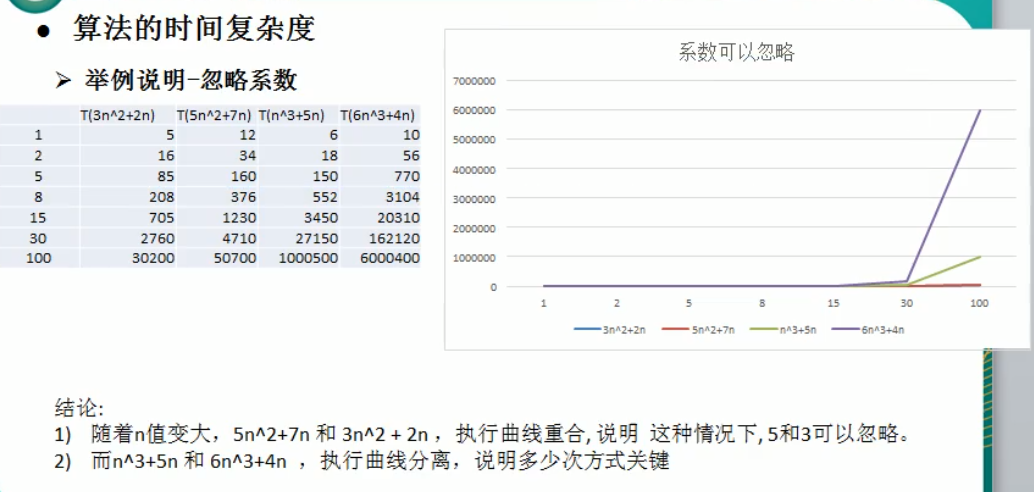 算法的时间复杂度
举例说明-忽略系数
T(3n^2+2n) T(5n^2+7n) T(n^3+5n) T(6n^3+4n)
1 5 12 6 10
2 16 34 18 56
5 85 160 150 770
8 208 376 552 3104
15 705 1230 3450 20310
30 2760 4710 27150 162120
100 30200 50700 1000500 6000400
系数可以忽略
7000000
6000000
5000000
4000000
3000000
2000000
1000000
0
1 2 5 8 15 30 100
3n^2+2n 5n^2+7n n^3+5n 6n^3+4n
结论:
1) 随着n值变大，5n^2+7n 和 3n^2 + 2n ，执行曲线重合, 说明 这种情况下, 5和3可以忽略。
2) 而n^3+5n 和 6n^3+4n ，执行曲线分离，说明多少次方式关键